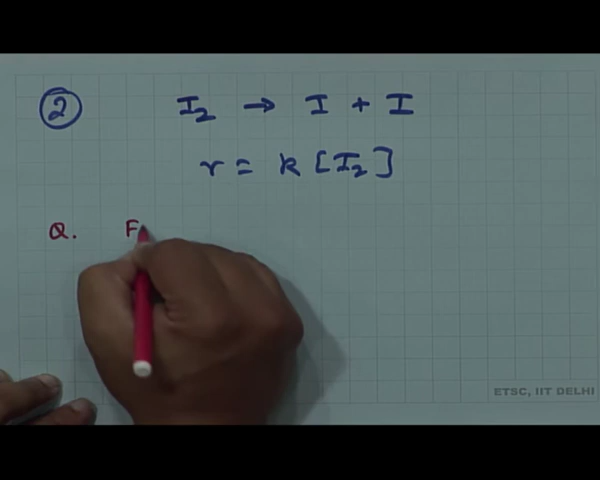 ② I₂ → I + I
r = k [I₂]
Q. F
ETSC, IIT DELHI